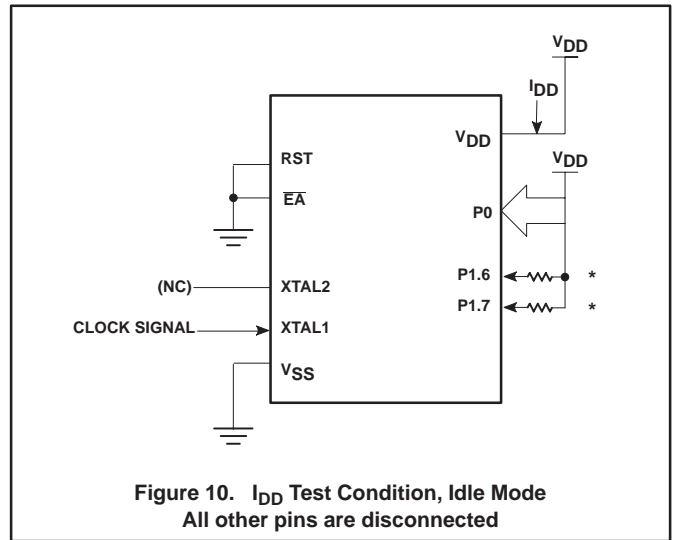 VDD
IDD
VDD
VDD
RST
EA
P0
(NC)
XTAL2
P1.6
*
P1.7
*
CLOCK SIGNAL
XTAL1
VSS
Figure 10. IDD Test Condition, Idle Mode
All other pins are disconnected